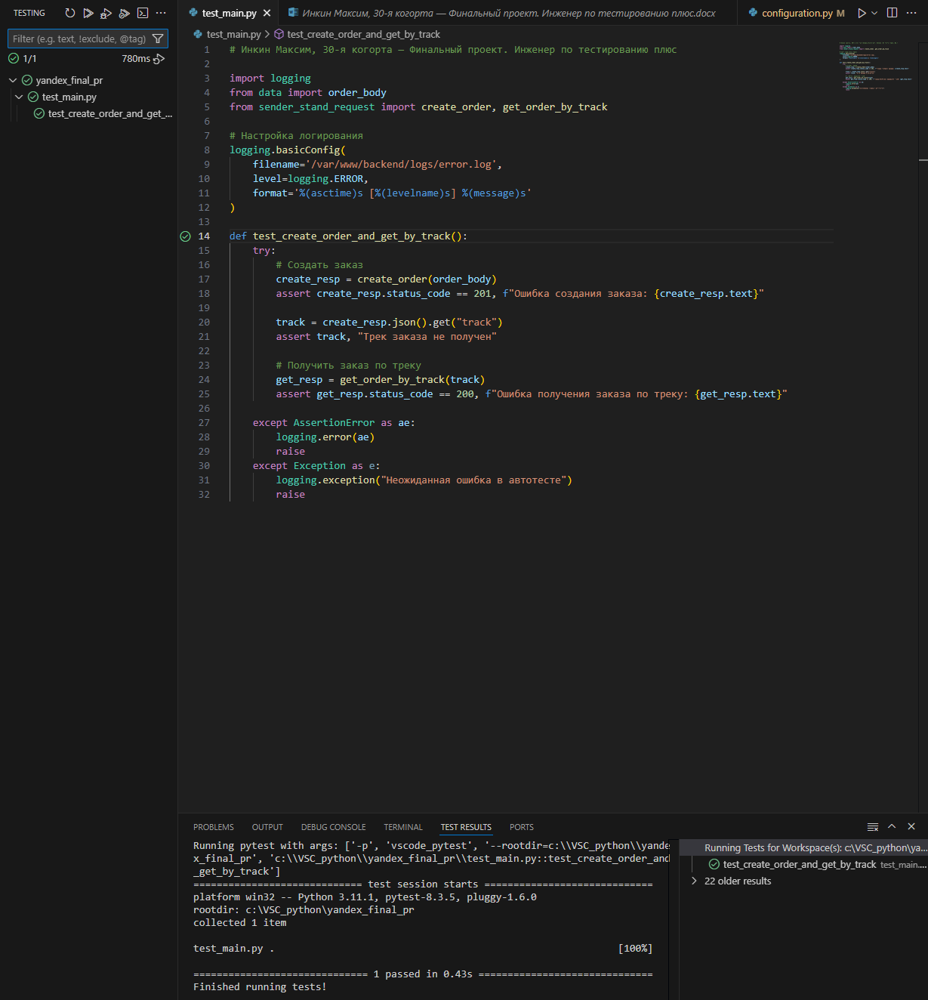 TESTING
Filter (e.g. text, !exclude, @tag)
1/1 780ms
yandex_final_pr
test_main.py
test_create_order_and_get_...
test_main.py
Инкин Максим, 30-я когорта — Финальный проект. Инженер по тестированию плюс.docx
configuration.py M
test_main.py > test_create_order_and_get_by_track
1 # Инкин Максим, 30-я когорта — Финальный проект. Инженер по тестированию плюс
2
3 import logging
4 from data import order_body
5 from sender_stand_request import create_order, get_order_by_track
6
7 # Настройка логирования
8 logging.basicConfig(
9 filename='/var/www/backend/logs/error.log',
10 level=logging.ERROR,
11 format='%(asctime)s [%(levelname)s] %(message)s'
12 )
13
14 def test_create_order_and_get_by_track():
15 try:
16 # Создать заказ
17 create_resp = create_order(order_body)
18 assert create_resp.status_code == 201, f"Ошибка создания заказа: {create_resp.text}"
19
20 track = create_resp.json().get("track")
21 assert track, "Трек заказа не получен"
22
23 # Получить заказ по треку
24 get_resp = get_order_by_track(track)
25 assert get_resp.status_code == 200, f"Ошибка получения заказа по треку: {get_resp.text}"
26
27 except AssertionError as ae:
28 logging.error(ae)
29 raise
30 except Exception as e:
31 logging.exception("Неожиданная ошибка в автотесте")
32 raise
PROBLEMS OUTPUT DEBUG CONSOLE TERMINAL TEST RESULTS PORTS
Running pytest with args: ['-p', 'vscode_pytest', '--rootdir=c:\\VSC_python\\yande
x_final_pr', 'c:\\VSC_python\\yandex_final_pr\\test_main.py::test_create_order_and
_get_by_track']
============================= test session starts =============================
platform win32 -- Python 3.11.1, pytest-8.3.5, pluggy-1.6.0
rootdir: c:\VSC_python\yandex_final_pr
collected 1 item
test_main.py . [100%]
============================== 1 passed in 0.43s ==============================
Finished running tests!
Running Tests for Workspace(s): c:\VSC_python\ya...
test_create_order_and_get_by_track test_main....
22 older results